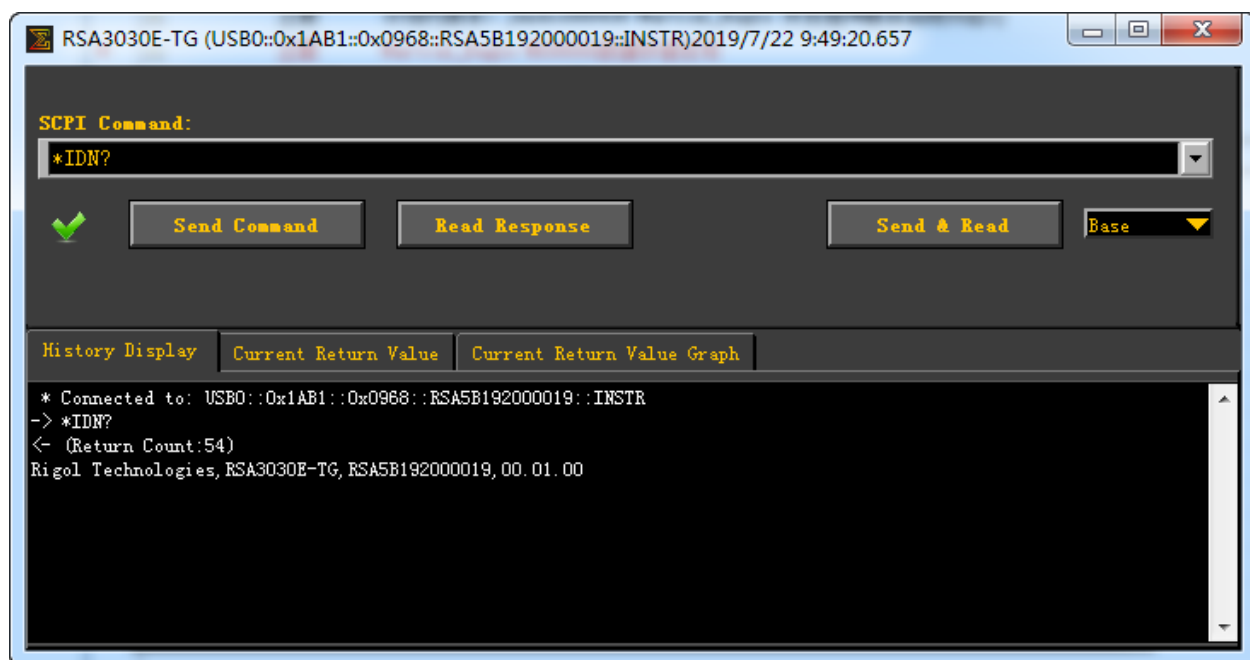 RSA3030E-TG (USB0::0x1AB1::0x0968::RSA5B192000019::INSTR)2019/7/22 9:49:20.657
SCPI Command:
*IDN?
Send Command Read Response Send & Read Base
History Display Current Return Value Current Return Value Graph
* Connected to: USB0::0x1AB1::0x0968::RSA5B192000019::INSTR
-> *IDN?
<- (Return Count:54)
Rigol Technologies,RSA3030E-TG,RSA5B192000019,00.01.00